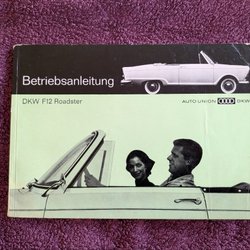 Betriebsanleitung
DKW F12 Roadster
AUTO UNION DKW